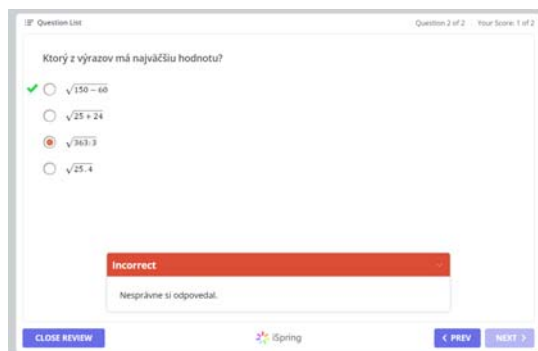 Question List
Question 2 of 2 Your Score: 1 of 2
Ktorý z výrazov má najväčšiu hodnotu?
√150 − 60
√25 + 24
√363:3
√25 . 4
Incorrect
Nesprávne si odpovedal.
CLOSE REVIEW
iSpring
< PREV
NEXT >